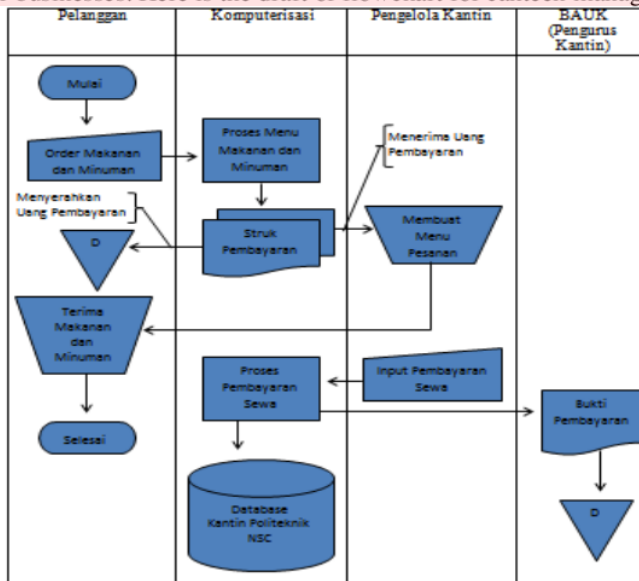 Pelanggan
Komputerisasi
Pengelola Kantin
BAUK
(Pengurus
Kantin)
Mulai
Order Makanan
dan Minuman
Proses Menu
Makanan dan
Minuman
Menerima Uang
Pembayaran
Menyerahkan
Uang Pembayaran
D
Struk
Pembayaran
Membuat
Menu
Pesanan
Terima
Makanan
dan
Minuman
Proses
Pembayaran
Sewa
Input Pembayaran
Sewa
Bukti
Pembayaran
Selesai
Database
Kantin Politeknik
NSC
D